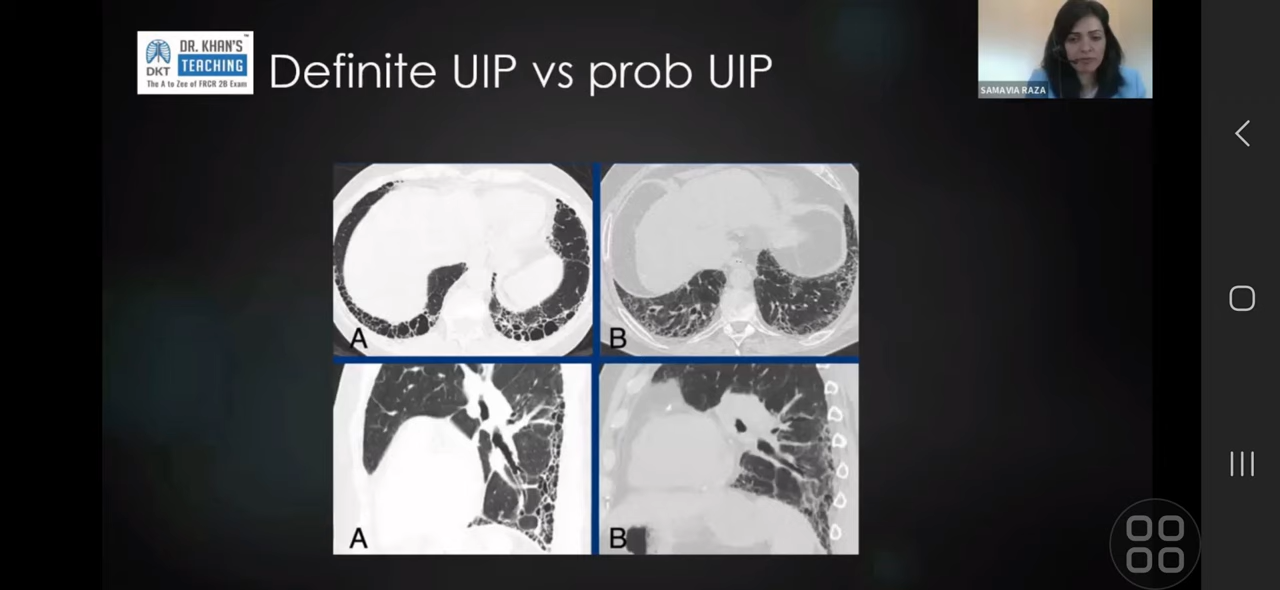 DR. KHAN'S
TEACHING
DKT
The A to Zee of FRCR 2B Exam
Definite UIP vs prob UIP
SAMAVIA RAZA
A
B
A
B